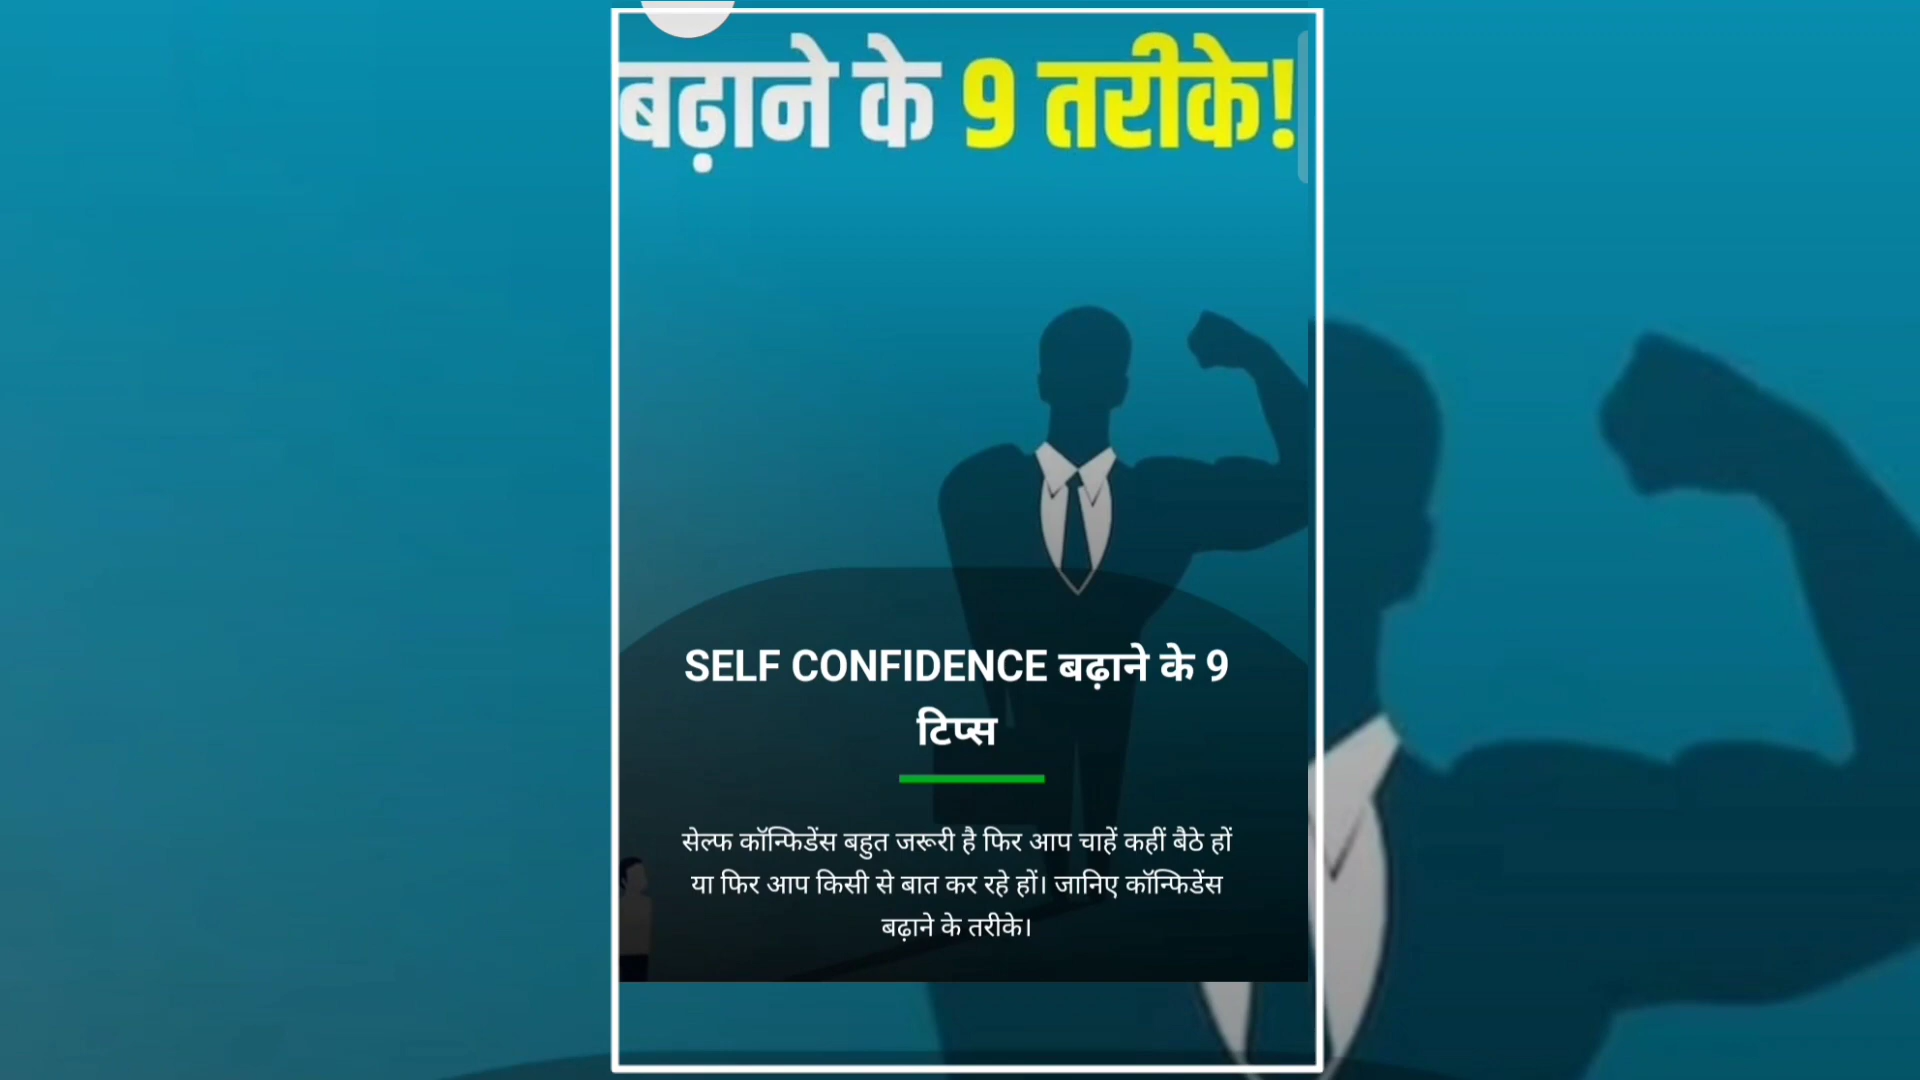 बढ़ाने के 9 तरीके!
SELF CONFIDENCE बढ़ाने के 9
टिप्स
सेल्फ कॉन्फिडेंस बहुत जरूरी है फिर आप चाहें कहीं बैठे हों
या फिर आप किसी से बात कर रहे हों। जानिए कॉन्फिडेंस
बढ़ाने के तरीके।